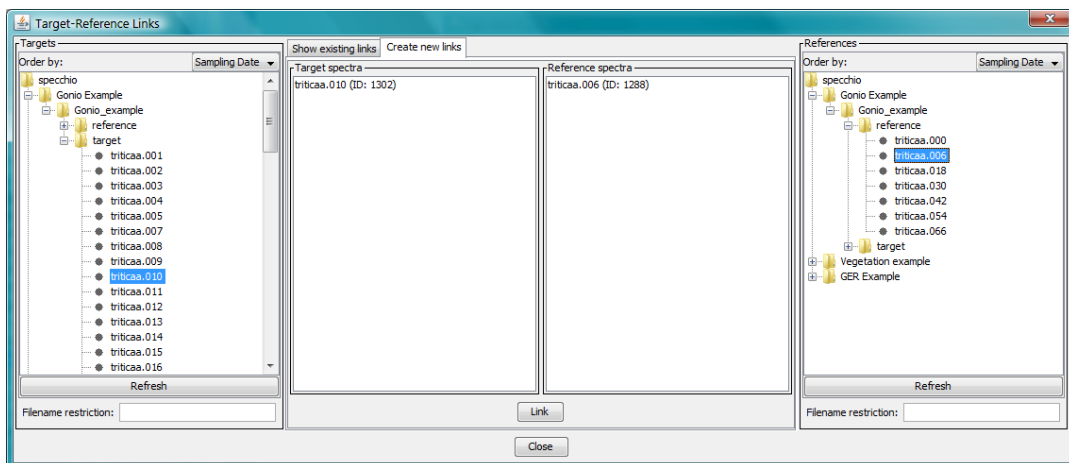 Target-Reference Links
X
Targets
Order by: Sampling Date
specchio
Gonio Example
Gonio_example
reference
target
triticaa.001
triticaa.002
triticaa.003
triticaa.004
triticaa.005
triticaa.007
triticaa.008
triticaa.009
triticaa.010
triticaa.011
triticaa.012
triticaa.013
triticaa.014
triticaa.015
triticaa.016
Refresh
Filename restriction:
Show existing links Create new links
Target spectra
triticaa.010 (ID: 1302)
Reference spectra
triticaa.006 (ID: 1288)
Link
References
Order by: Sampling Date
specchio
Gonio Example
Gonio_example
reference
triticaa.000
triticaa.006
triticaa.018
triticaa.030
triticaa.042
triticaa.054
triticaa.066
target
Vegetation example
GER Example
Refresh
Filename restriction:
Close